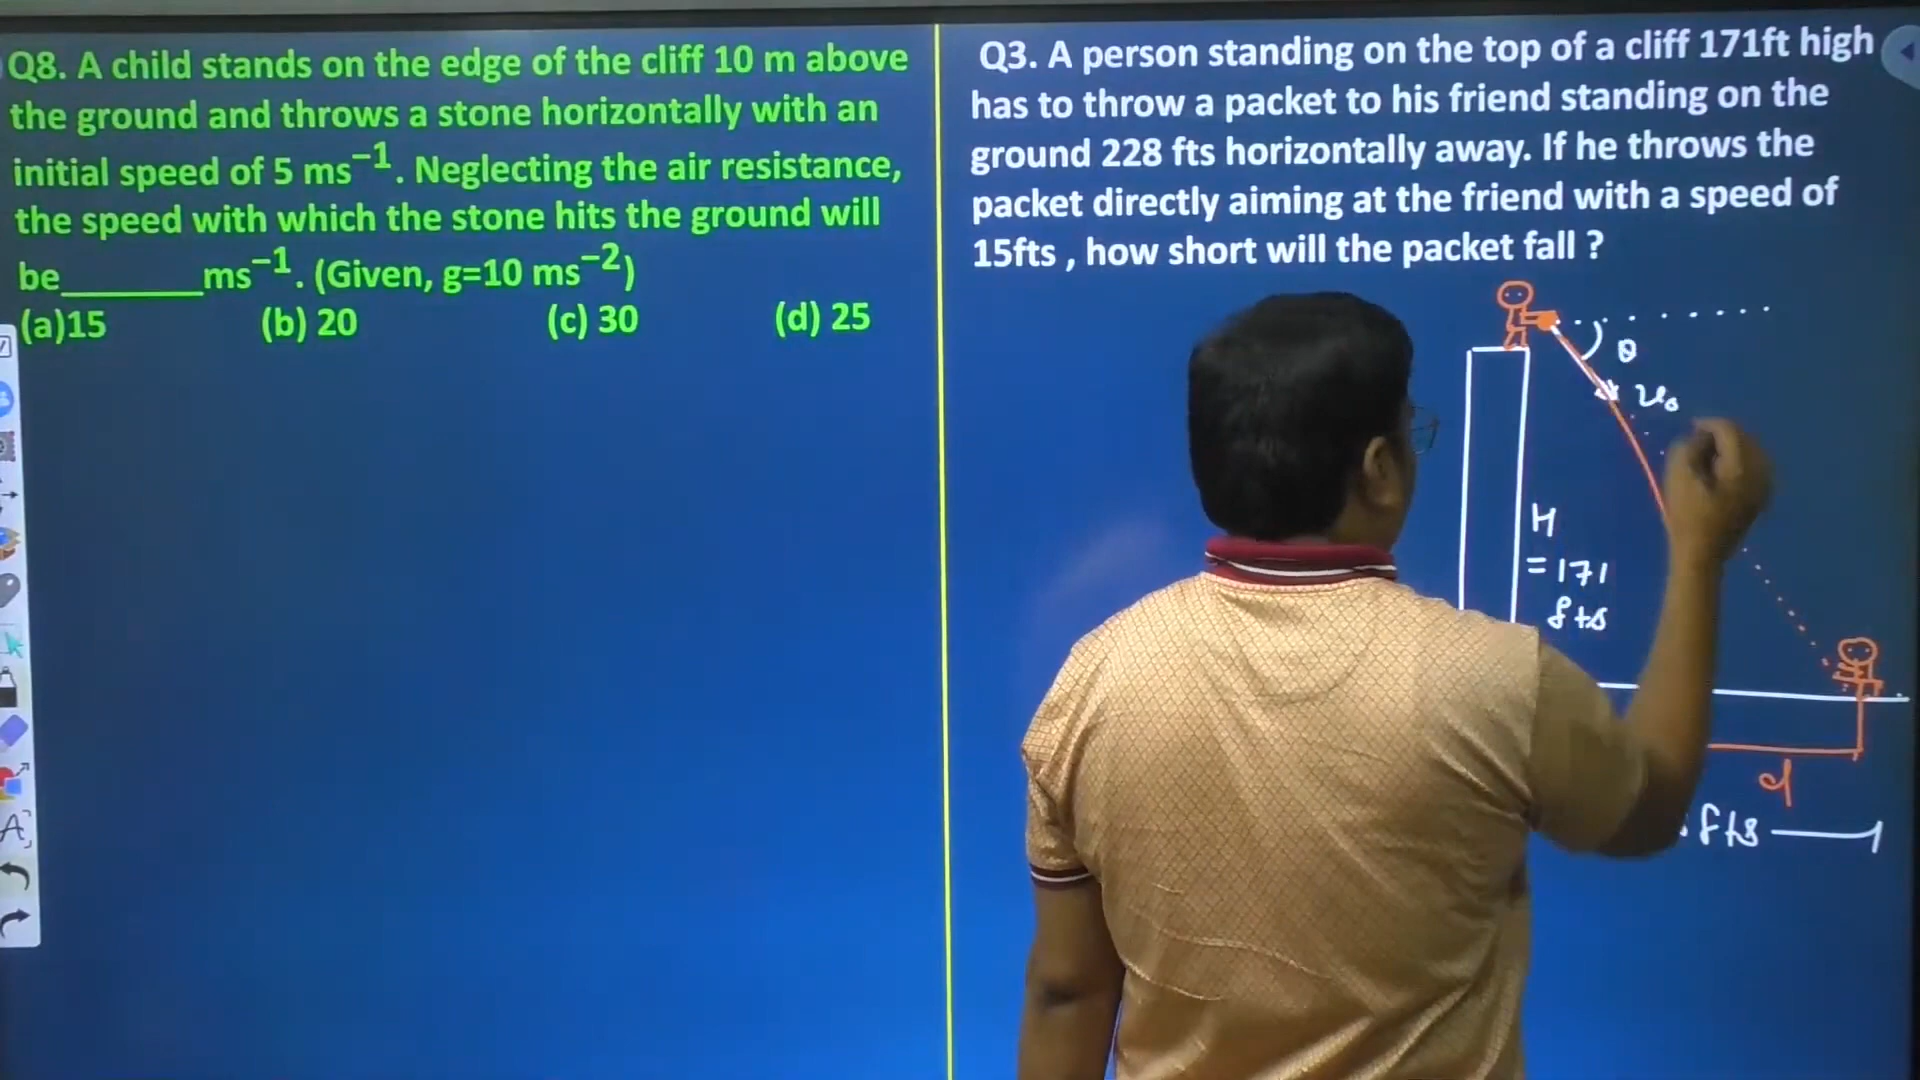 Q8. A child stands on the edge of the cliff 10 m above
the ground and throws a stone horizontally with an
initial speed of 5 ms⁻¹. Neglecting the air resistance,
the speed with which the stone hits the ground will
be_______ms⁻¹. (Given, g=10 ms⁻²)
(a)15 (b) 20 (c) 30 (d) 25
Q3. A person standing on the top of a cliff 171ft high
has to throw a packet to his friend standing on the
ground 228 fts horizontally away. If he throws the
packet directly aiming at the friend with a speed of
15fts , how short will the packet fall ?
θ
u₀
H
= 171
fts
d
fts
A